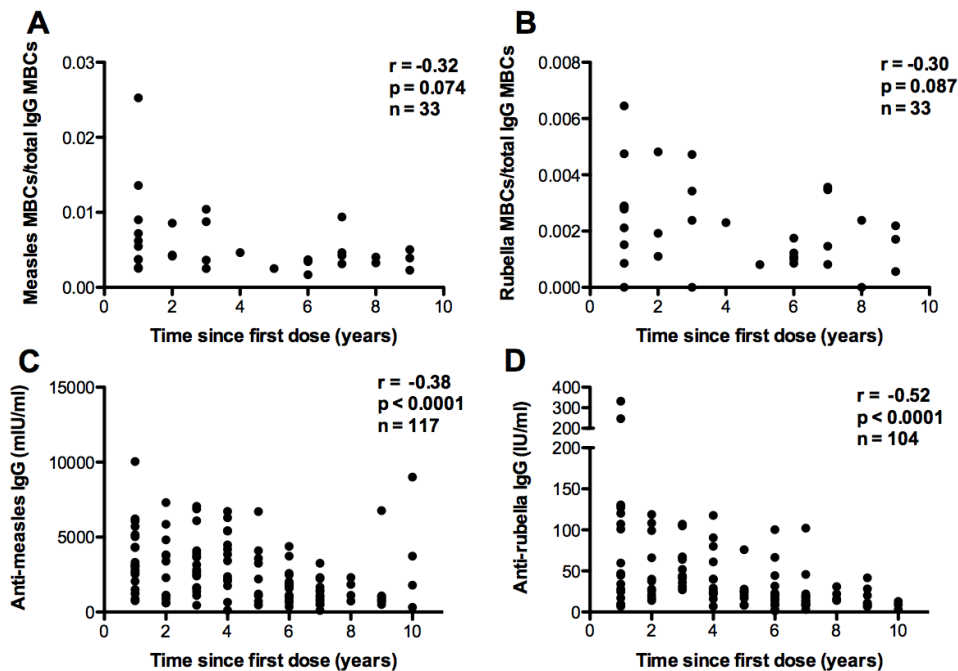 A
Measles MBCs/total IgG MBCs
0.03
0.02
0.01
0.00
r = -0.32
p = 0.074
n = 33
0 2 4 6 8 10
Time since first dose (years)
B
Rubella MBCs/total IgG MBCs
0.008
0.006
0.004
0.002
0.000
r = -0.30
p = 0.087
n = 33
0 2 4 6 8 10
Time since first dose (years)
C
Anti-measles IgG (mIU/ml)
15000
10000
5000
0
r = -0.38
p < 0.0001
n = 117
0 2 4 6 8 10
Time since first dose (years)
D
Anti-rubella IgG (IU/ml)
400
300
200
200
150
100
50
0
r = -0.52
p < 0.0001
n = 104
0 2 4 6 8 10
Time since first dose (years)